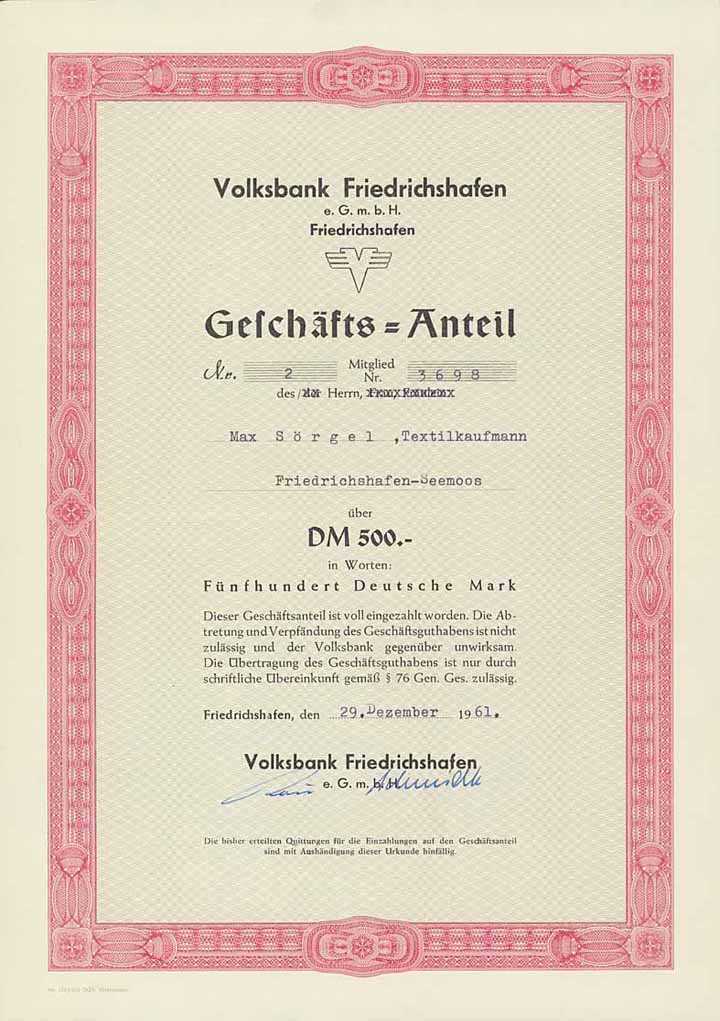 Volksbank Friedrichshafen
e. G. m. b. H.
Friedrichshafen
Geschäfts=Anteil
Nr. 2 Mitglied Nr. 3698
des / Herrn,
Max Sörgel ,Textilkaufmann
Friedrichshafen-Seemoos
über
DM 500.-
in Worten:
Fünfhundert Deutsche Mark
Dieser Geschäftsanteil ist voll eingezahlt worden. Die Ab-
tretung und Verpfändung des Geschäftsguthabens ist nicht
zulässig und der Volksbank gegenüber unwirksam.
Die Übertragung des Geschäftsguthabens ist nur durch
schriftliche Übereinkunft gemäß § 76 Gen. Ges. zulässig.
Friedrichshafen, den 29.Dezember 1961.
Volksbank Friedrichshafen
e. G. m. b. H.
Die bisher erteilten Quittungen für die Einzahlungen auf den Geschäftsanteil
sind mit Aushändigung dieser Urkunde hinfällig.